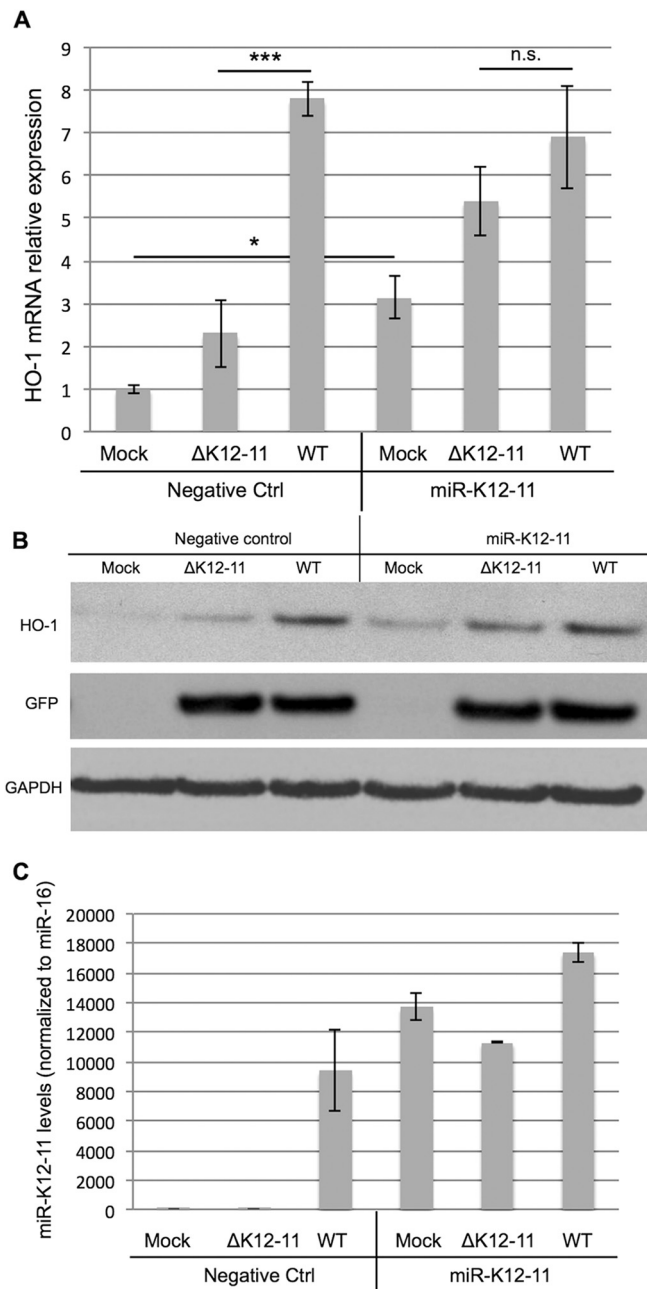 A
HO-1 mRNA relative expression
9
8
7
6
5
4
3
2
1
0
***
n.s.
*
Mock ΔK12-11 WT Mock ΔK12-11 WT
Negative Ctrl miR-K12-11
B
Negative control miR-K12-11
Mock ΔK12-11 WT Mock ΔK12-11 WT
HO-1
GFP
GAPDH
C
miR-K12-11 levels (normalized to miR-16)
20000
18000
16000
14000
12000
10000
8000
6000
4000
2000
0
Mock ΔK12-11 WT Mock ΔK12-11 WT
Negative Ctrl miR-K12-11